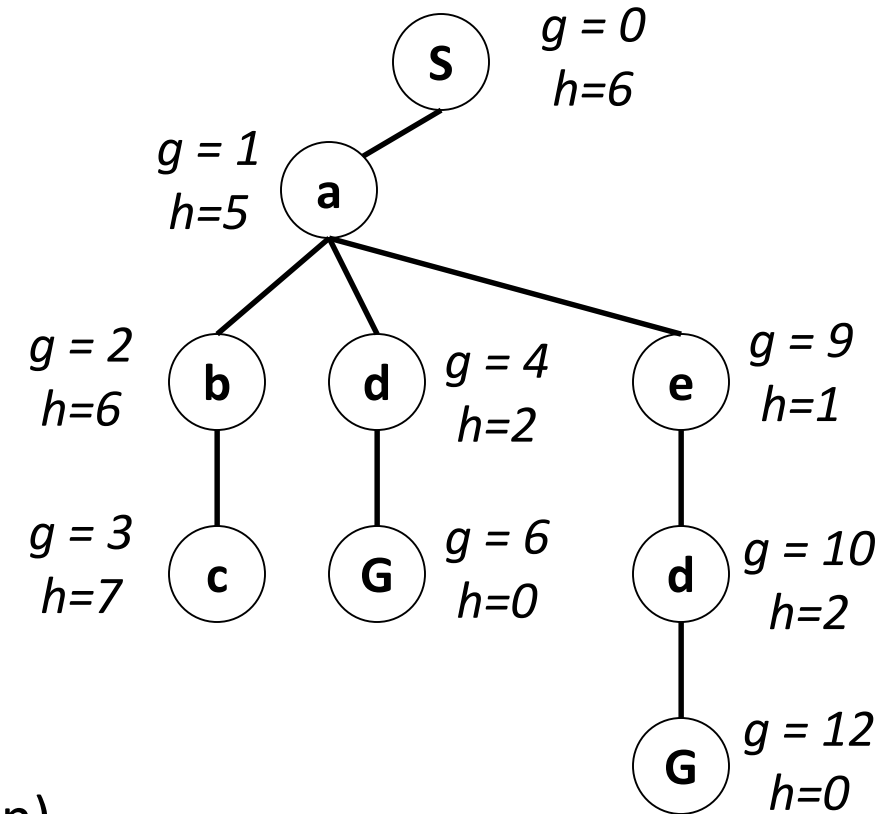 g = 0
S
h=6
g = 1
a
h=5
g = 2
h=6
b
d
g = 4
h=2
e
g = 9
h=1
g = 3
h=7
c
G
g = 6
h=0
d
g = 10
h=2
G
g = 12
h=0
n)